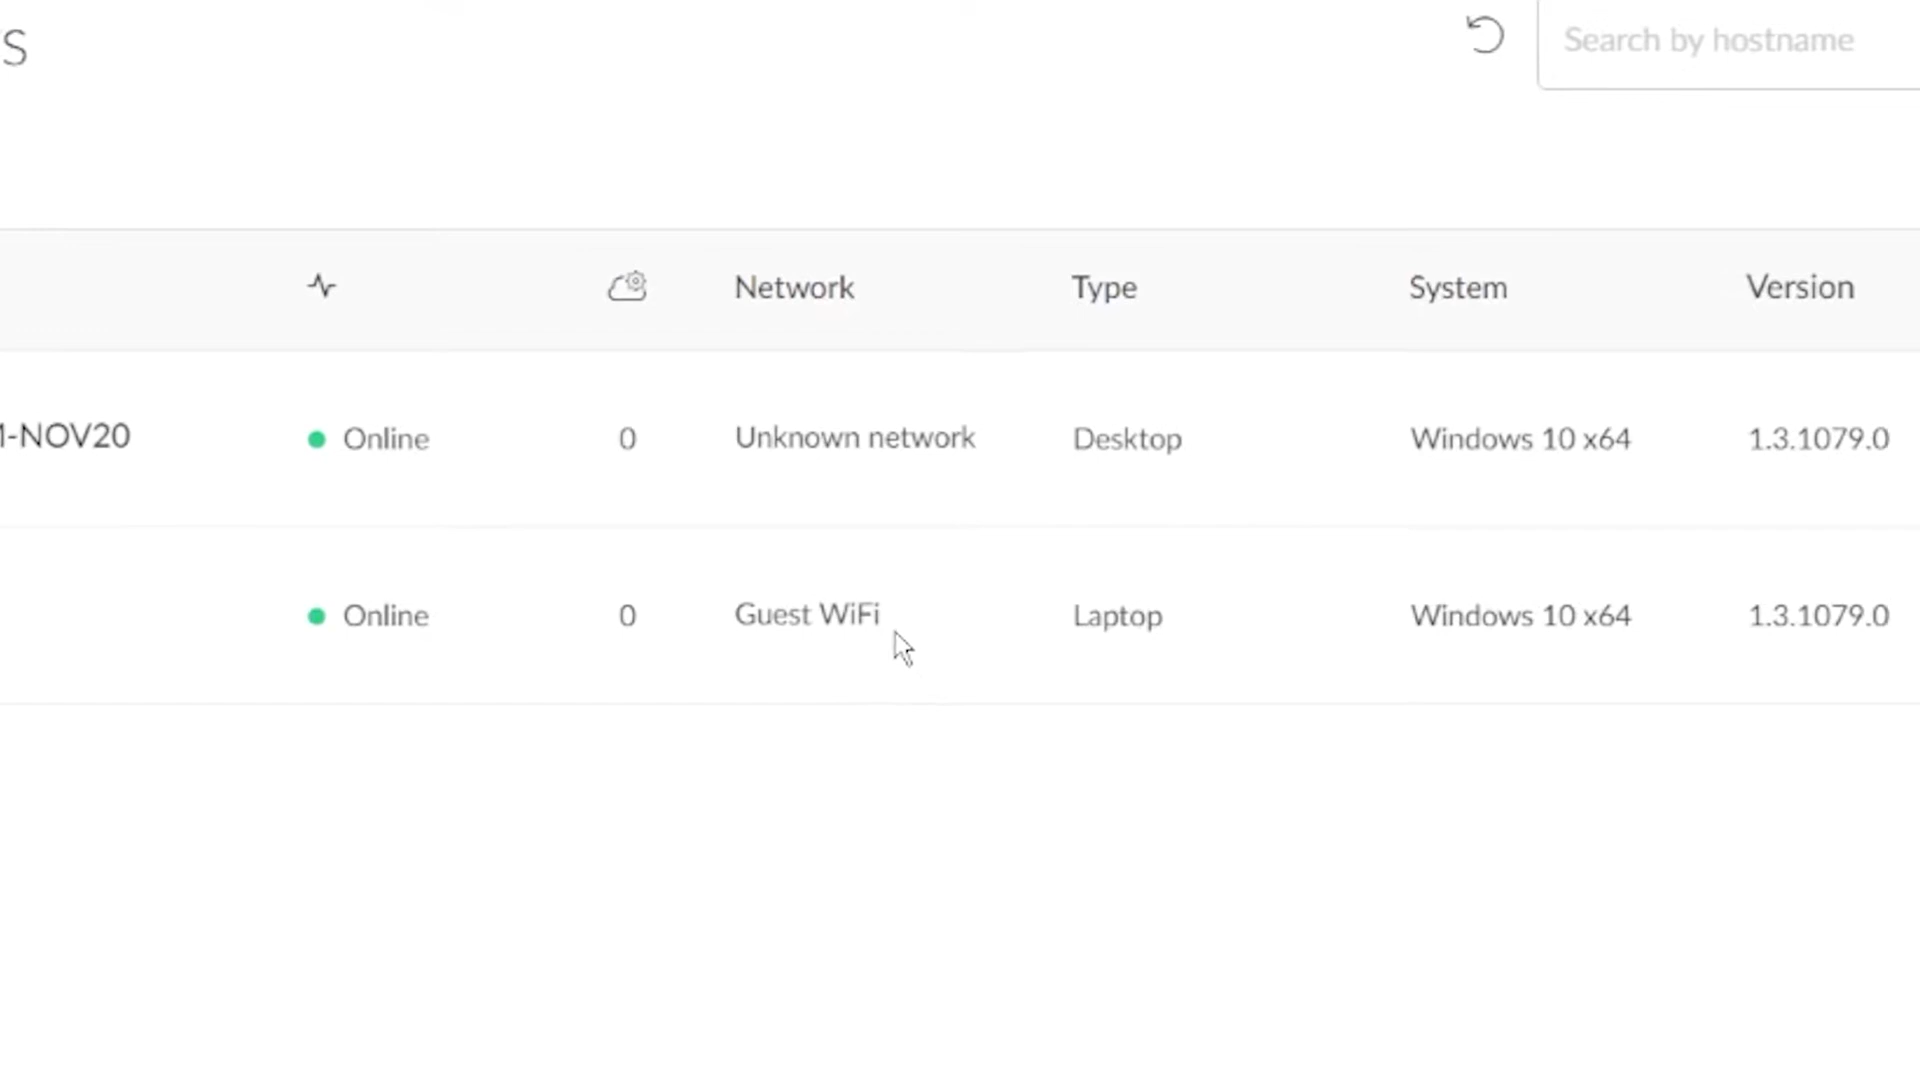 S
Search by hostname
Network Type System Version
-NOV20 Online 0 Unknown network Desktop Windows 10 x64 1.3.1079.0
Online 0 Guest WiFi Laptop Windows 10 x64 1.3.1079.0